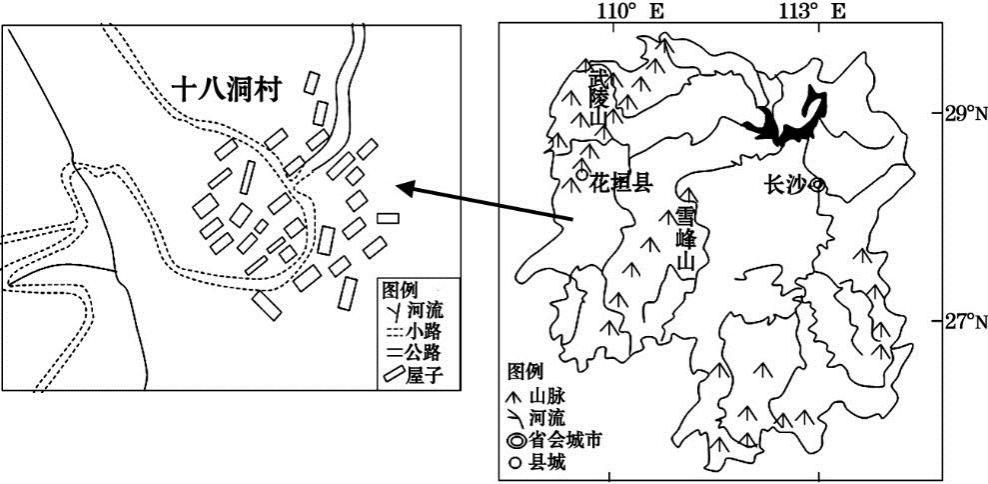 十八洞村
图例
河流
小路
公路
屋子
110° E
113° E
29°N
27°N
武陵山
花垣县
长沙
雪峰山
图例
山脉
河流
省会城市
县城